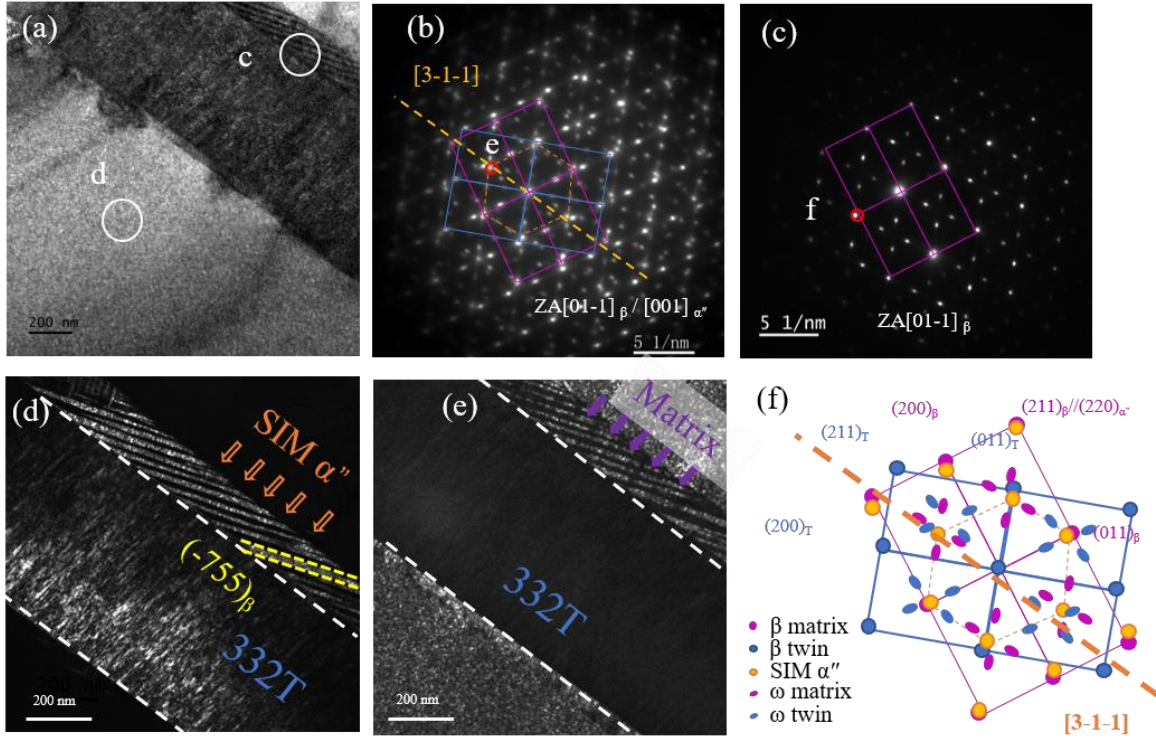 (a)
c
d
200 nm
(b)
[3-1-1]
e
ZA[01-1] β / [001] α″
5 1/nm
(c)
f
5 1/nm
ZA[01-1] β
(d)
SIM α”
(-755)β
332T
200 nm
(e)
Matrix
332T
200 nm
(f)
(200)β
(211)β//(220)α″
(211)T
(011)T
(200)T
(011)β
β matrix
β twin
SIM α″
ω matrix
ω twin
[3-1-1]